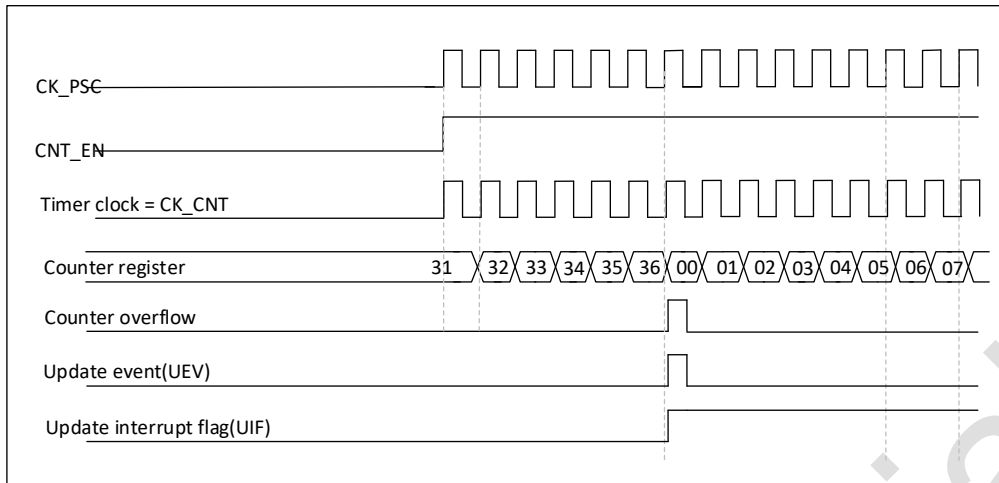 CK_PSC
CNT_EN
Timer clock = CK_CNT
Counter register 31 32 33 34 35 36 00 01 02 03 04 05 06 07
Counter overflow
Update event(UEV)
Update interrupt flag(UIF)